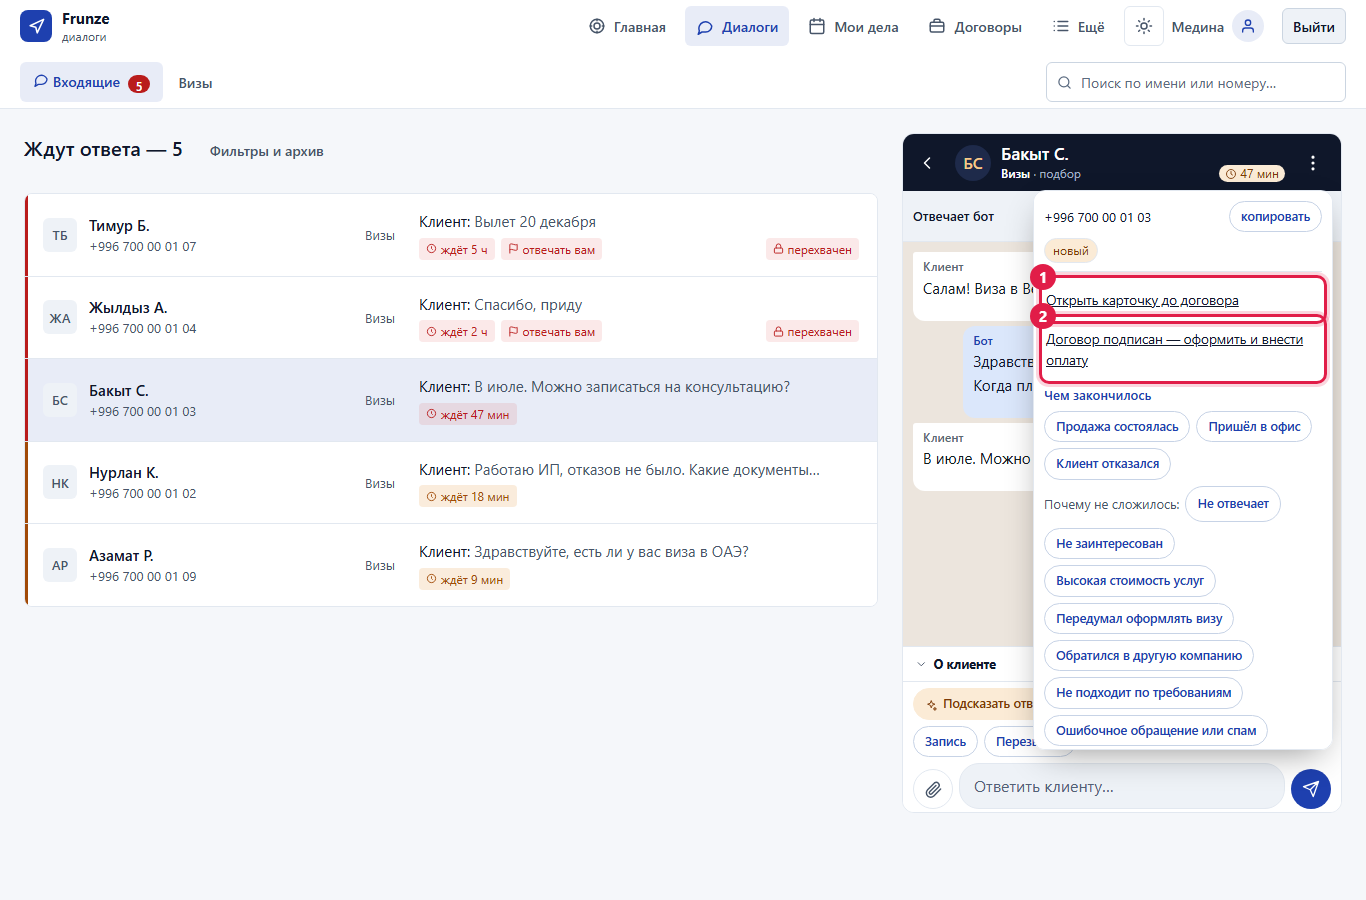 Frunze
диалоги
Главная
Диалоги
Мои дела
Договоры
Ещё
Медина
Выйти
Входящие 5
Визы
Поиск по имени или номеру...
Ждут ответа — 5
Фильтры и архив
ТБ
Тимур Б.
+996 700 00 01 07
Визы
Клиент: Вылет 20 декабря
ждёт 5 ч
отвечать вам
перехвачен
ЖА
Жылдыз А.
+996 700 00 01 04
Визы
Клиент: Спасибо, приду
ждёт 2 ч
отвечать вам
перехвачен
БС
Бакыт С.
+996 700 00 01 03
Визы
Клиент: В июле. Можно записаться на консультацию?
ждёт 47 мин
НК
Нурлан К.
+996 700 00 01 02
Визы
Клиент: Работаю ИП, отказов не было. Какие документы...
ждёт 18 мин
АР
Азамат Р.
+996 700 00 01 09
Визы
Клиент: Здравствуйте, есть ли у вас виза в ОАЭ?
ждёт 9 мин
БС
Бакыт С.
Визы · подбор
47 мин
Отвечает бот
Клиент
Салам! Виза в
Бот
Здравств
Когда пл
Клиент
В июле. Можно
+996 700 00 01 03
копировать
новый
1
Открыть карточку до договора
2
Договор подписан — оформить и внести
оплату
Чем закончилось
Продажа состоялась
Пришёл в офис
Клиент отказался
Почему не сложилось:
Не отвечает
Не заинтересован
Высокая стоимость услуг
Передумал оформлять визу
Обратился в другую компанию
Не подходит по требованиям
Ошибочное обращение или спам
О клиенте
Подсказать отв
Запись
Перезв
Ответить клиенту...